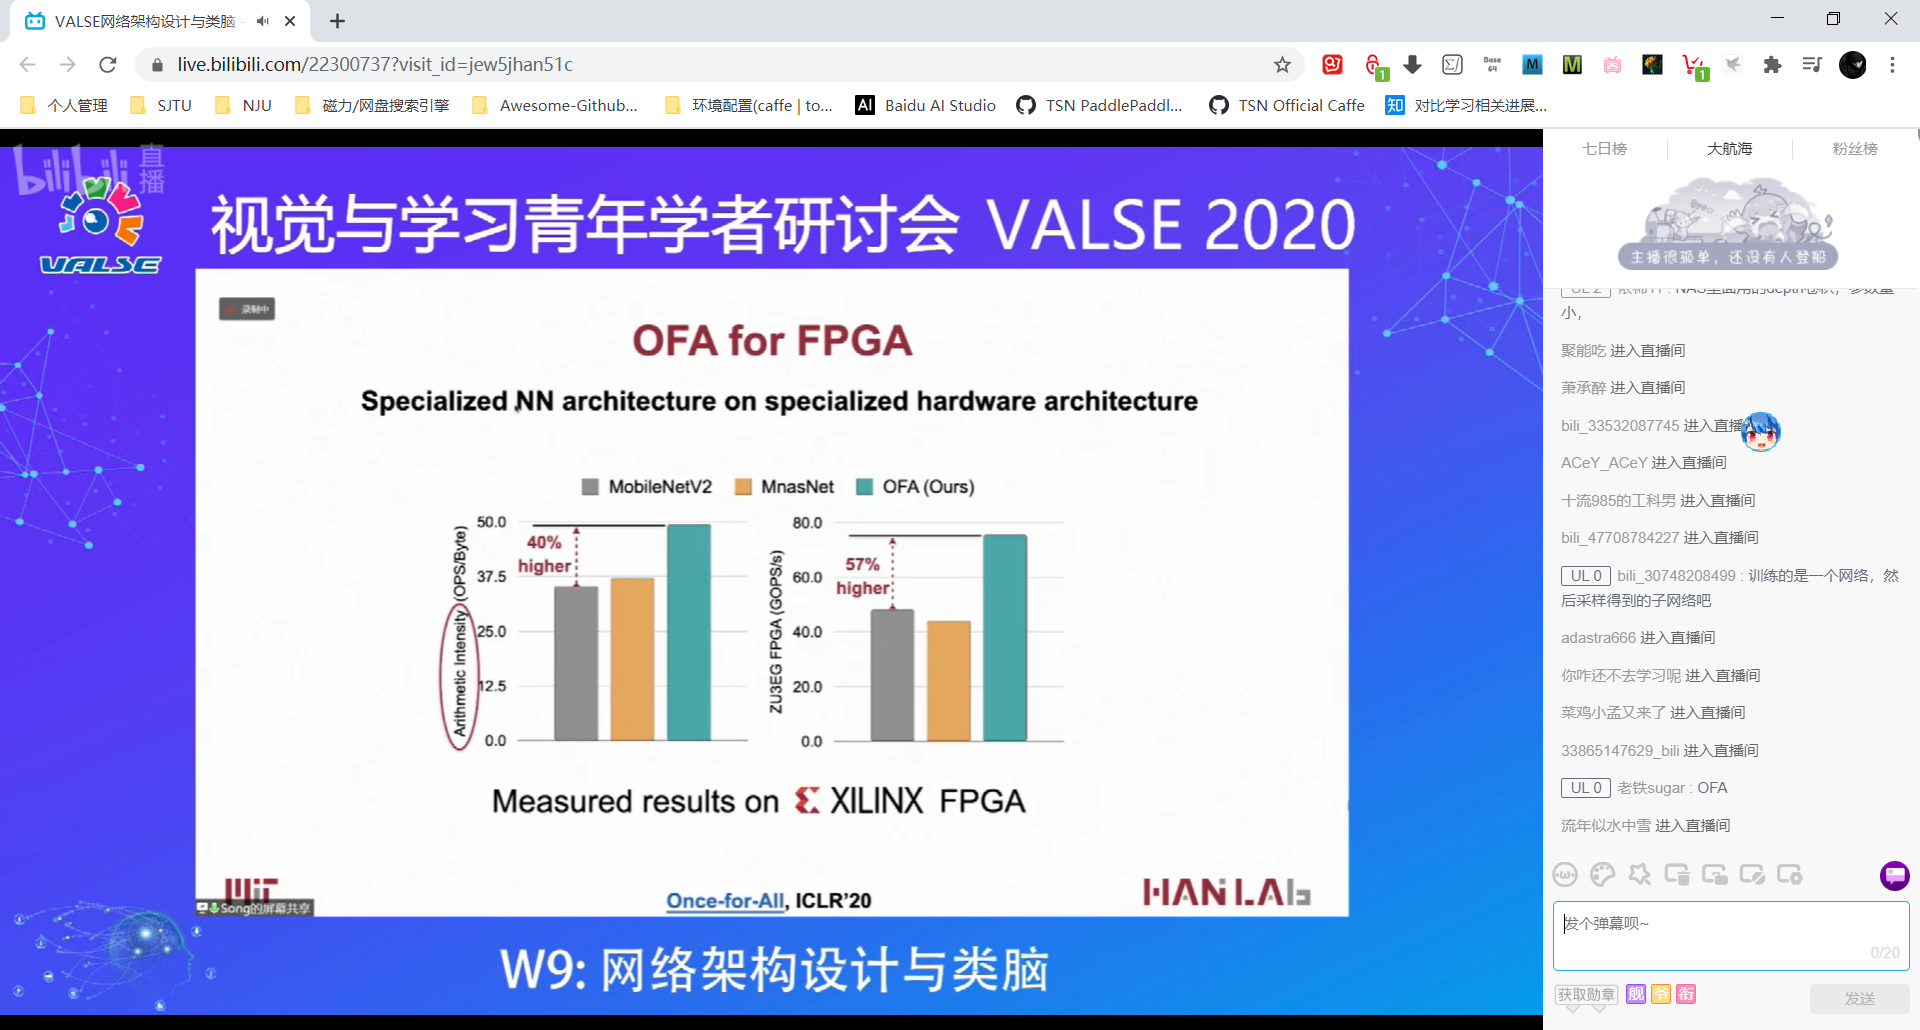 VALSE网络架构设计与类脑
live.bilibili.com/22300737?visit_id=jew5jhan51c
1
Base 64
M
M
1
个人管理
SJTU
NJU
磁力/网盘搜索引擎
Awesome-Github...
环境配置(caffe | to...
AI Baidu AI Studio
TSN PaddlePaddl...
TSN Official Caffe
知 对比学习相关进展...
bilibili 直播
VALSE
视觉与学习青年学者研讨会 VALSE 2020
录制中
OFA for FPGA
Specialized NN architecture on specialized hardware architecture
MobileNetV2
MnasNet
OFA (Ours)
Arithmetic Intensity (OPS/Byte)
50.0
37.5
25.0
12.5
0.0
40%
higher
ZU3EG FPGA (GOPS/s)
80.0
60.0
40.0
20.0
0.0
57%
higher
Measured results on XILINX FPGA
MIT
Song的屏幕共享
Once-for-All, ICLR'20
HAN LAb
W9: 网络架构设计与类脑
七日榜
大航海
粉丝榜
主播很孤单，还没有人登船
小，
聚能吃 进入直播间
萧承醉 进入直播间
bili_33532087745 进入直播
ACeY_ACeY 进入直播间
十流985的工科男 进入直播间
bili_47708784227 进入直播间
UL 0 bili_30748208499 : 训练的是一个网络，然
后采样得到的子网络吧
adastra666 进入直播间
你咋还不去学习呢 进入直播间
菜鸡小孟又来了 进入直播间
33865147629_bili 进入直播间
UL 0 老铁sugar : OFA
流年似水中雪 进入直播间
发个弹幕呗~
0/20
获取勋章
舰
爷
衔
发送